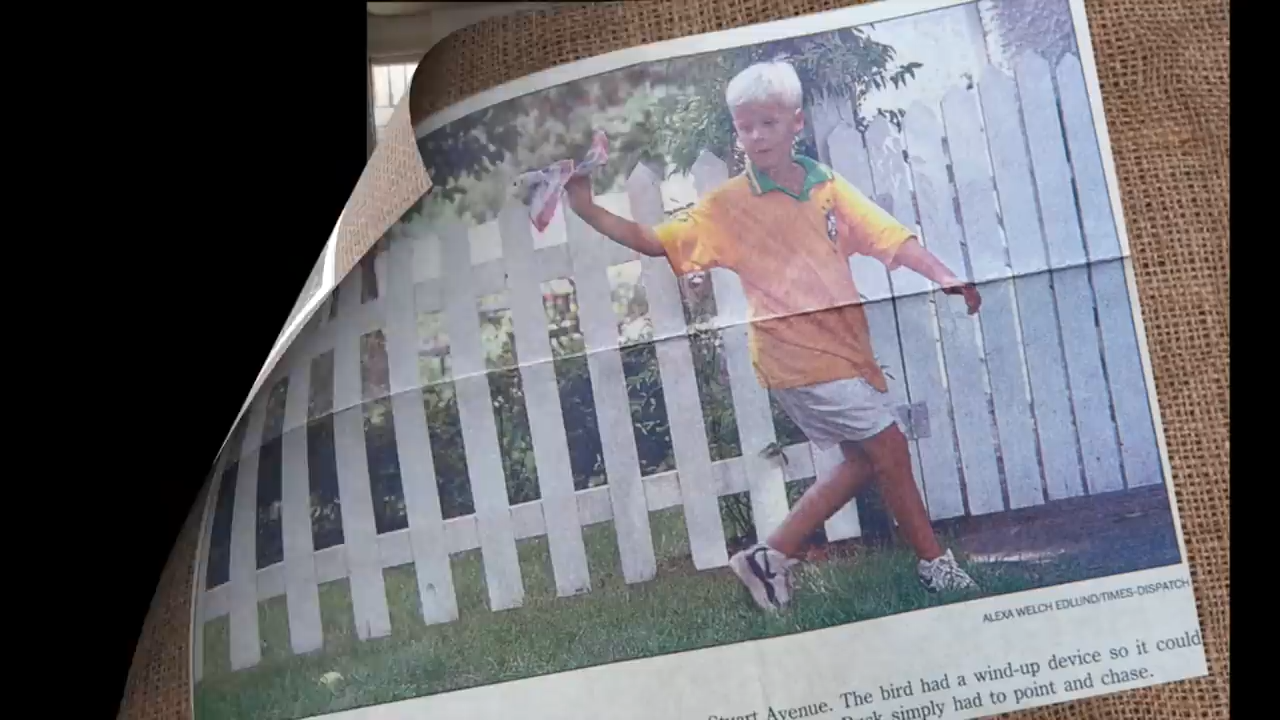 ALEXA WELCH EDLUND/TIMES-DISPATCH
Stuart Avenue. The bird had a wind-up device so it could
simply had to point and chase.